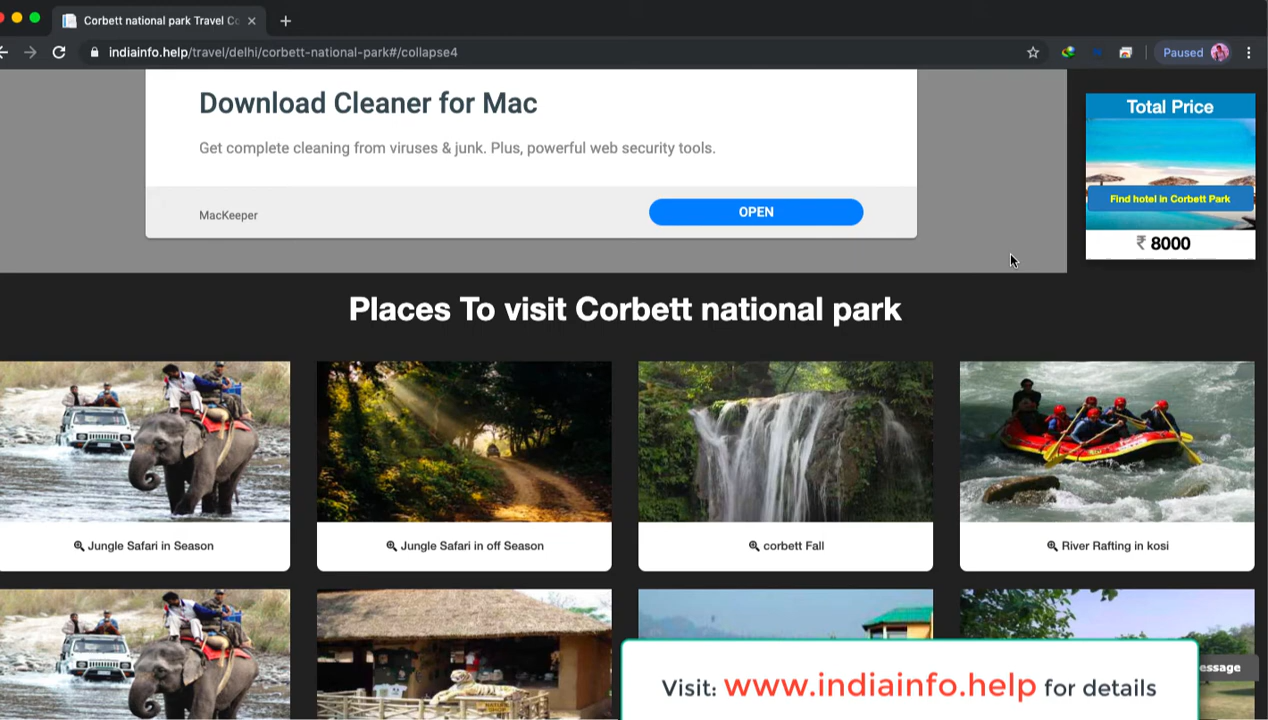 Corbett national park Travel Co
indiainfo.help/travel/delhi/corbett-national-park#/collapse4
Paused
Download Cleaner for Mac
Get complete cleaning from viruses & junk. Plus, powerful web security tools.
MacKeeper
OPEN
Total Price
Find hotel in Corbett Park
₹ 8000
Places To visit Corbett national park
Jungle Safari in Season
Jungle Safari in off Season
corbett Fall
River Rafting in kosi
essage
Visit: www.indiainfo.help for details